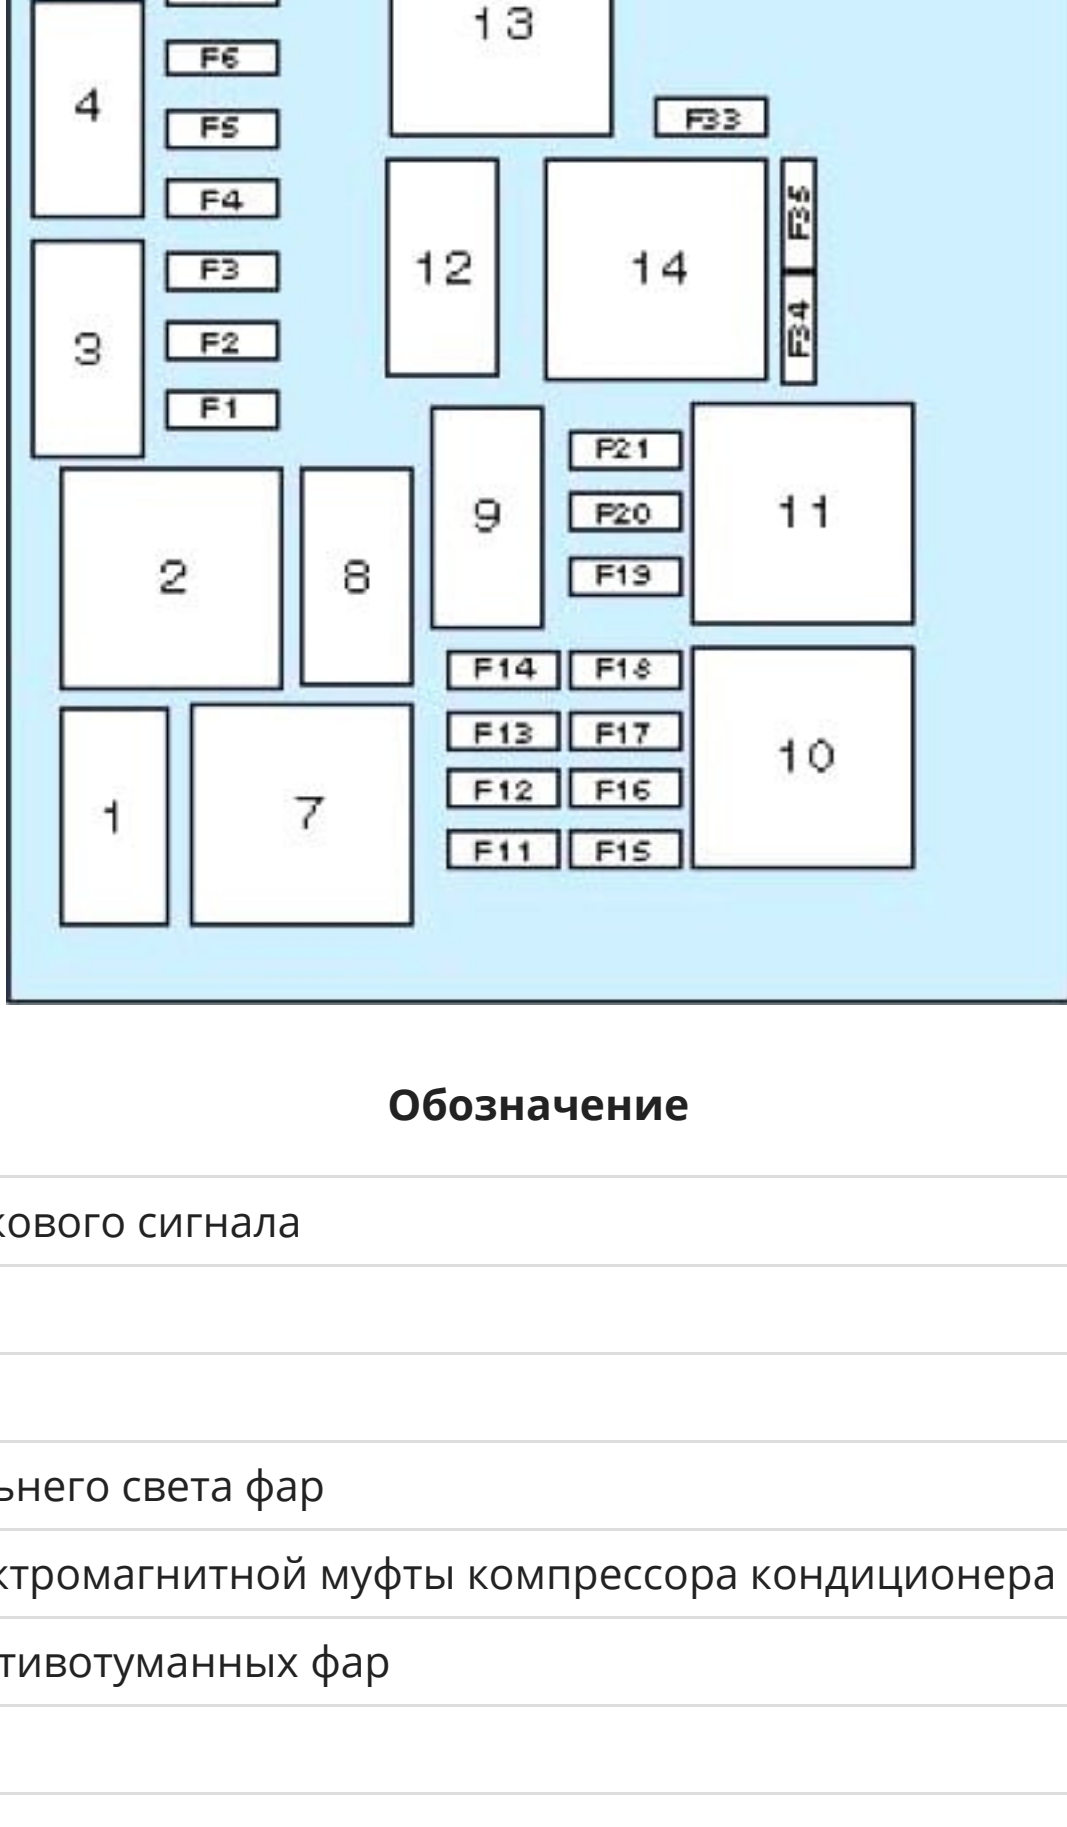 13
F6
4
F33
F5
F4
F35
12
14
F3
F34
3
F2
F1
F21
9
F20
11
2
8
F19
F14 F18
F13 F17
10
F12 F16
1
7
F11 F15
Обозначение
кового сигнала
ьнего света фар
ктромагнитной муфты компрессора кондиционера
тивотуманных фар